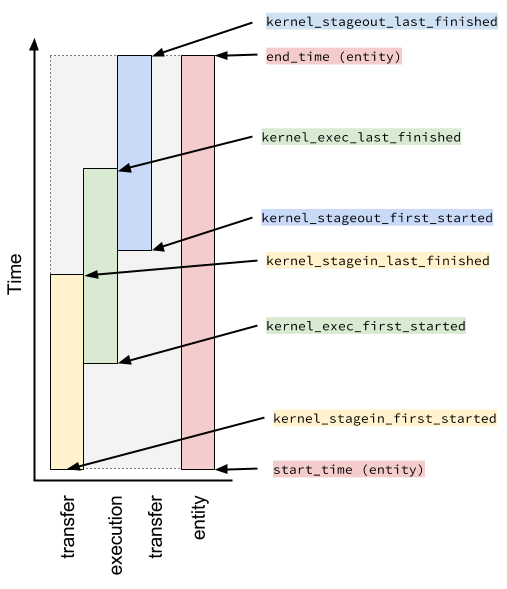 kernel_stageout_last_finished
end_time (entity)
kernel_exec_last_finished
kernel_stageout_first_started
kernel_stagein_last_finished
kernel_exec_first_started
kernel_stagein_first_started
start_time (entity)
Time
transfer
execution
transfer
entity